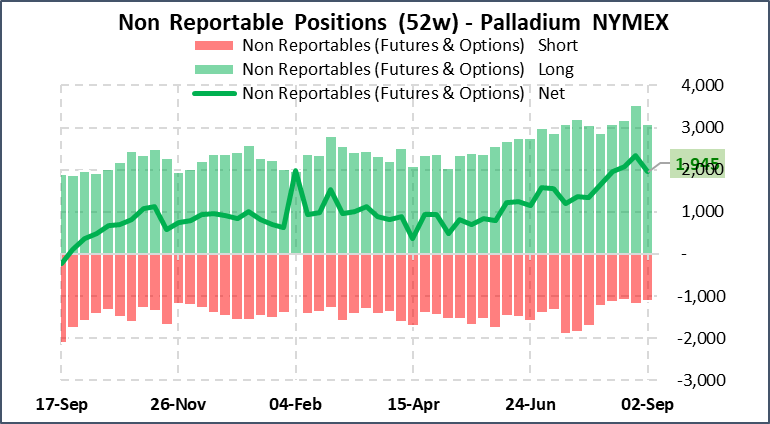 Non Reportable Positions (52w) - Palladium NYMEX
Non Reportables (Futures & Options) Short
Non Reportables (Futures & Options) Long
Non Reportables (Futures & Options) Net
4,000
3,000
1,945
2,000
1,000
-
-1,000
-2,000
-3,000
17-Sep 26-Nov 04-Feb 15-Apr 24-Jun 02-Sep